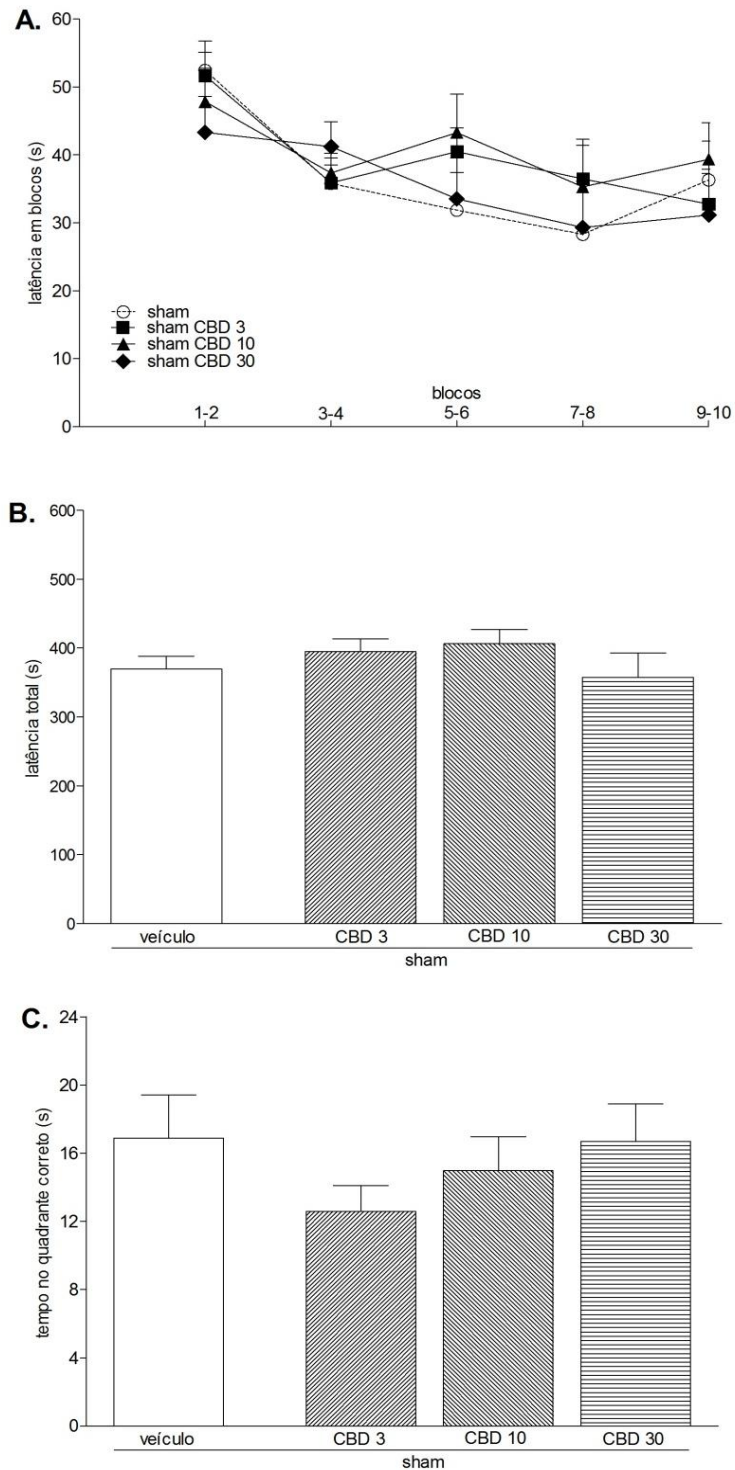 A.
latência em blocos (s)
60
50
40
30
20
10
0
sham
sham CBD 3
sham CBD 10
sham CBD 30
blocos
1-2 3-4 5-6 7-8 9-10
B.
latência total (s)
600
500
400
300
200
100
0
veículo CBD 3 CBD 10 CBD 30
sham
C.
tempo no quadrante correto (s)
24
20
16
12
8
4
0
veículo CBD 3 CBD 10 CBD 30
sham